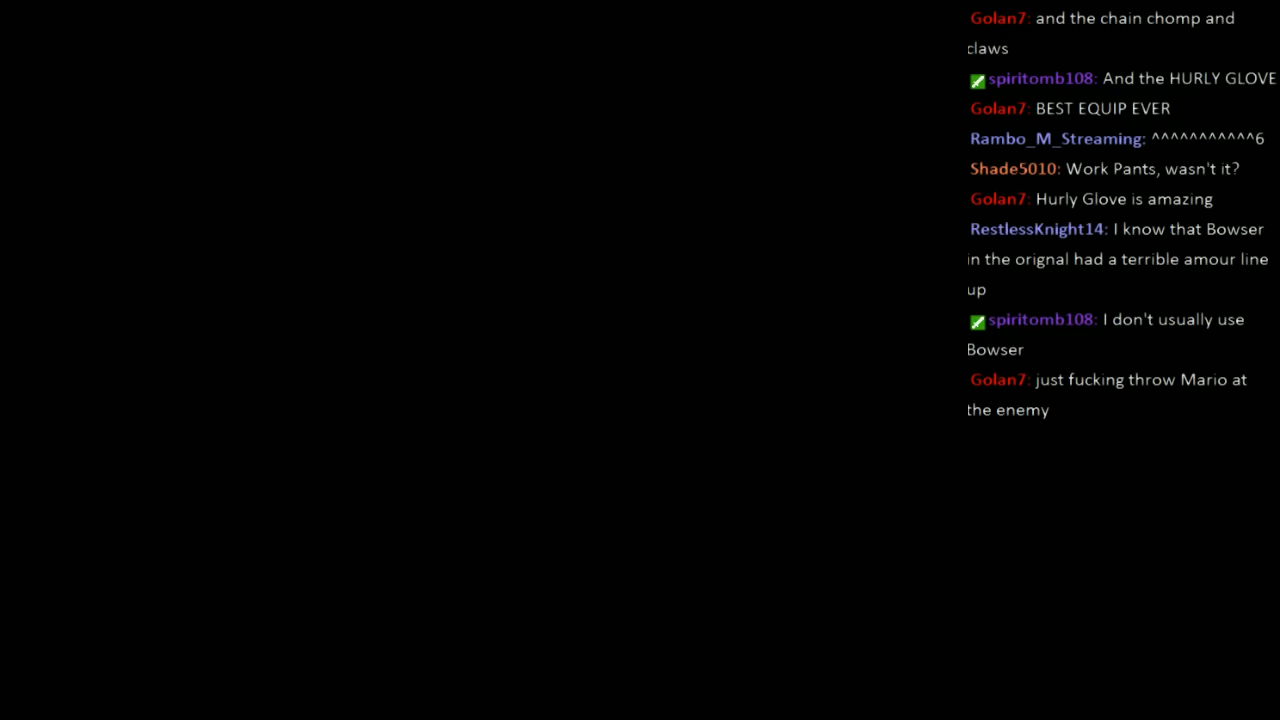 Golan7: and the chain chomp and
claws
spiritomb108: And the HURLY GLOVE
Golan7: BEST EQUIP EVER
Rambo_M_Streaming: ^^^^^^^^^^^6
Shade5010: Work Pants, wasn't it?
Golan7: Hurly Glove is amazing
RestlessKnight14: I know that Bowser
in the orignal had a terrible amour line
up
spiritomb108: I don't usually use
Bowser
Golan7: just fucking throw Mario at
the enemy